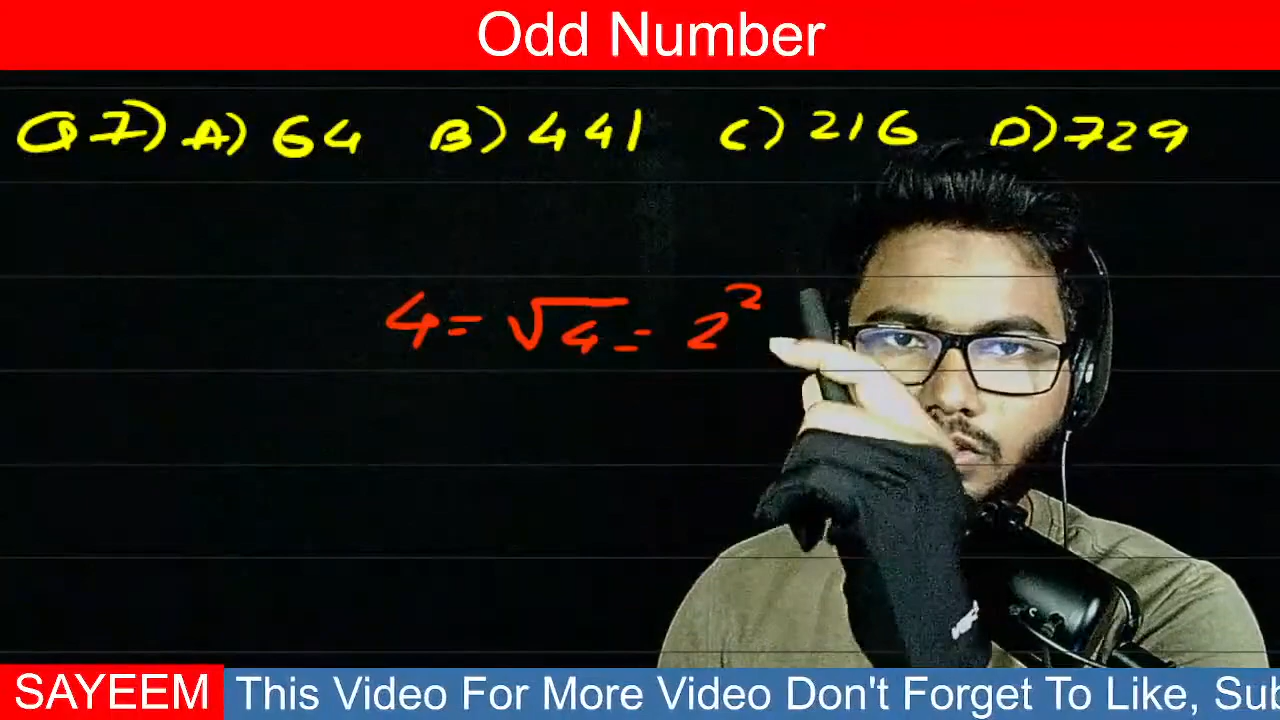 Odd Number
Q 7) A) 64 B) 441 C) 216 D) 729
4 = √4 = 2²
SAYEEM This Video For More Video Don't Forget To Like, Sub